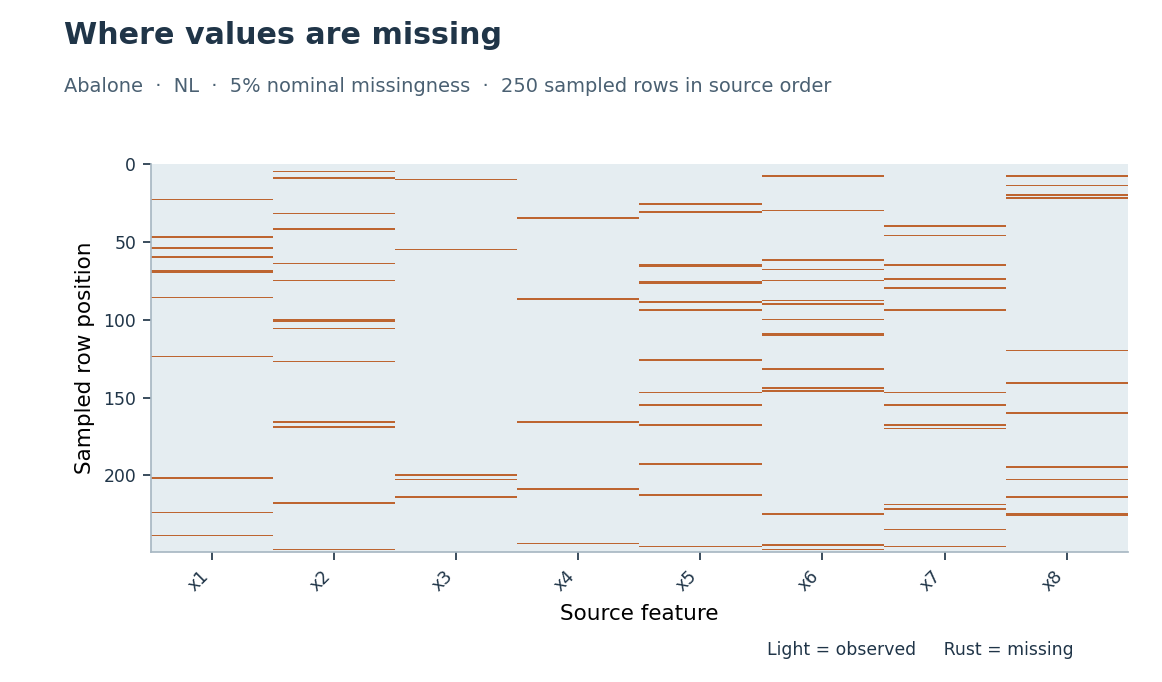 Where values are missing
Abalone · NL · 5% nominal missingness · 250 sampled rows in source order
0
50
100
150
200
Sampled row position
x1 x2 x3 x4 x5 x6 x7 x8
Source feature
Light = observed Rust = missing